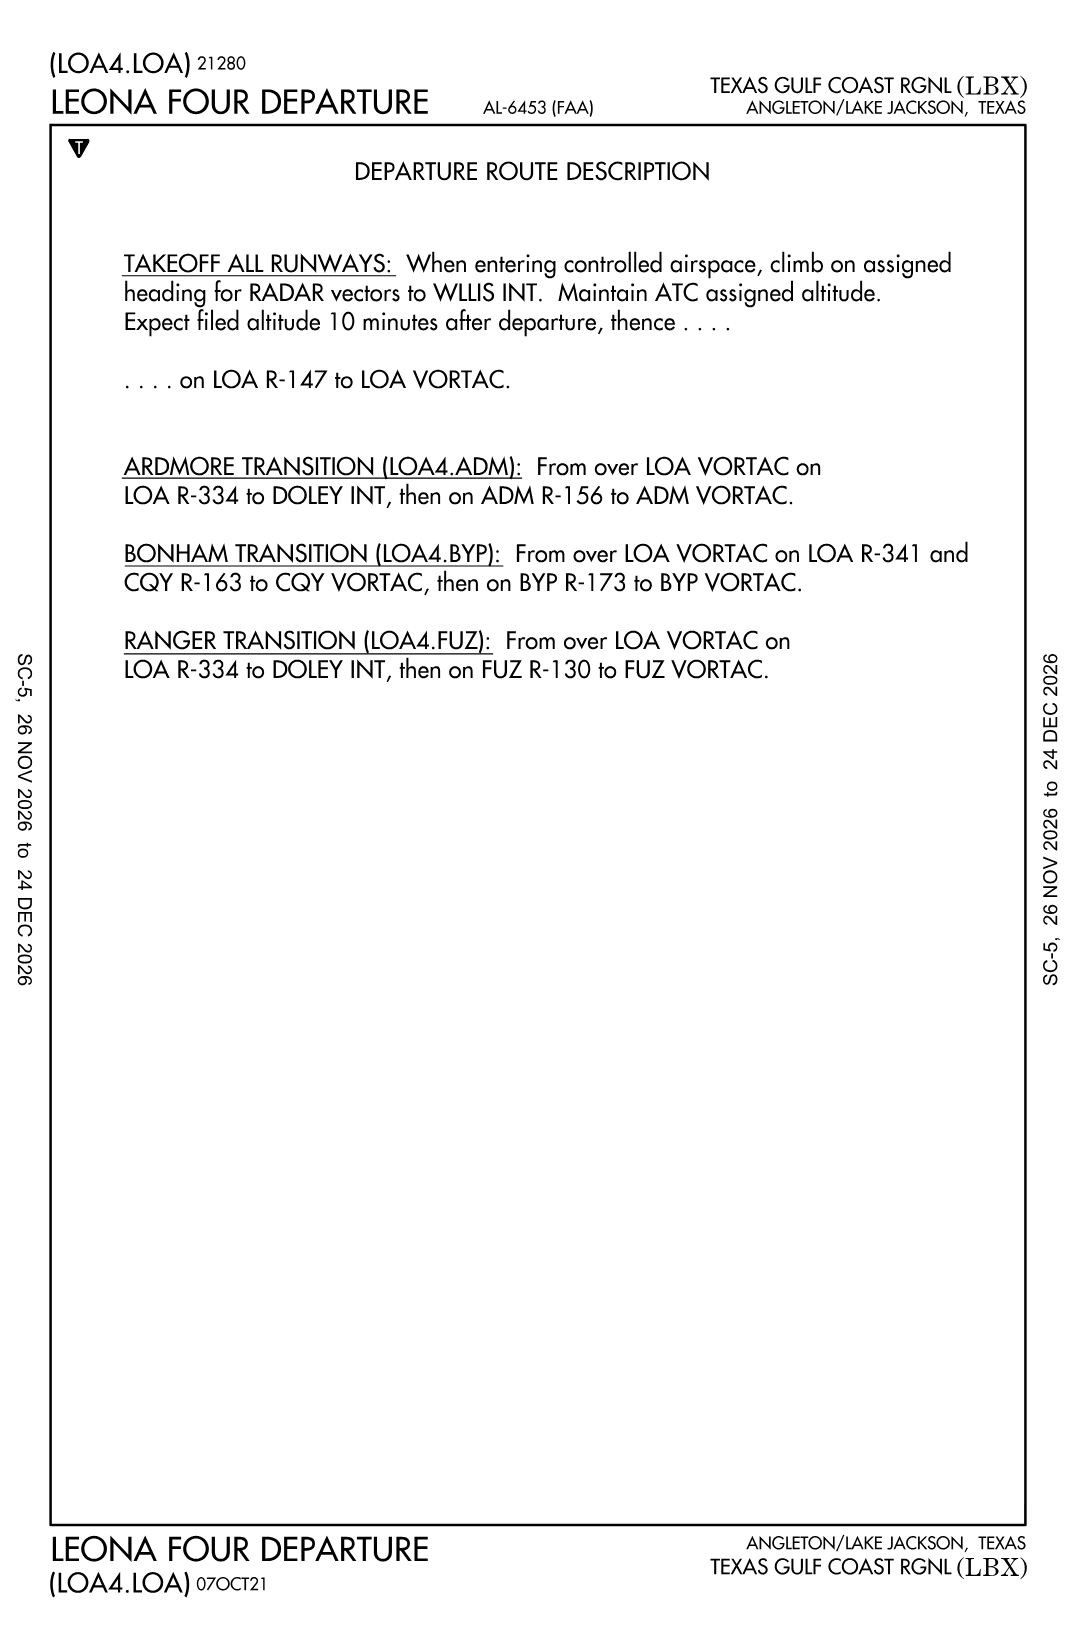 (LOA4.LOA) 21280
LEONA FOUR DEPARTURE
AL-6453 (FAA)
TEXAS GULF COAST RGNL (LBX)
ANGLETON/LAKE JACKSON, TEXAS
T
DEPARTURE ROUTE DESCRIPTION
TAKEOFF ALL RUNWAYS: When entering controlled airspace, climb on assigned
heading for RADAR vectors to WLLIS INT. Maintain ATC assigned altitude.
Expect filed altitude 10 minutes after departure, thence . . . .
. . . . on LOA R-147 to LOA VORTAC.
ARDMORE TRANSITION (LOA4.ADM): From over LOA VORTAC on
LOA R-334 to DOLEY INT, then on ADM R-156 to ADM VORTAC.
BONHAM TRANSITION (LOA4.BYP): From over LOA VORTAC on LOA R-341 and
CQY R-163 to CQY VORTAC, then on BYP R-173 to BYP VORTAC.
RANGER TRANSITION (LOA4.FUZ): From over LOA VORTAC on
LOA R-334 to DOLEY INT, then on FUZ R-130 to FUZ VORTAC.
SC-5, 26 NOV 2026 to 24 DEC 2026
SC-5, 26 NOV 2026 to 24 DEC 2026
LEONA FOUR DEPARTURE
(LOA4.LOA) 07OCT21
ANGLETON/LAKE JACKSON, TEXAS
TEXAS GULF COAST RGNL (LBX)